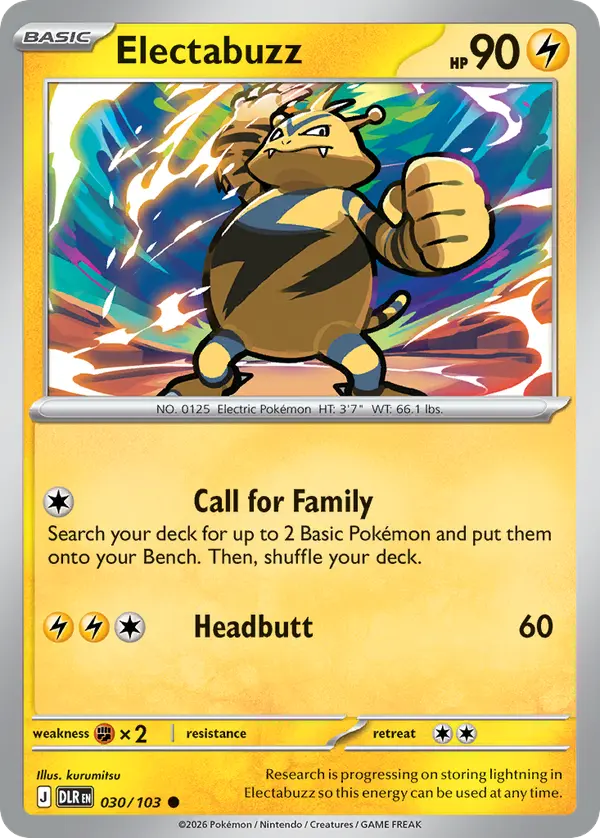 BASIC
Electabuzz
HP 90
NO. 0125 Electric Pokémon HT: 3'7" WT: 66.1 lbs.
Call for Family
Search your deck for up to 2 Basic Pokémon and put them
onto your Bench. Then, shuffle your deck.
Headbutt 60
weakness ×2 resistance retreat
Illus. kurumitsu
J DLR EN 030/103
Research is progressing on storing lightning in
Electabuzz so this energy can be used at any time.
©2026 Pokémon / Nintendo / Creatures / GAME FREAK